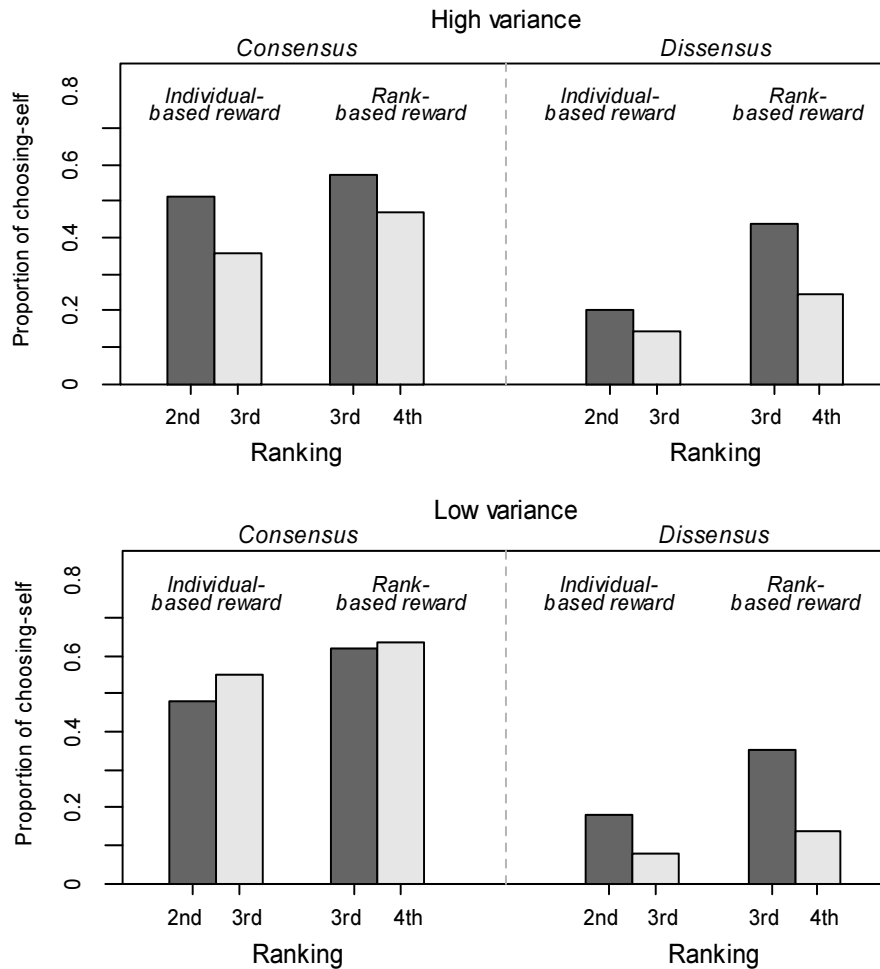 High variance
Consensus
Dissensus
Individual-
based reward
Rank-
based reward
Individual-
based reward
Rank-
based reward
Proportion of choosing-self
0.8
0.6
0.4
0.2
0
2nd 3rd 3rd 4th 2nd 3rd 3rd 4th
Ranking
Ranking
Low variance
Consensus
Dissensus
Individual-
based reward
Rank-
based reward
Individual-
based reward
Rank-
based reward
Proportion of choosing-self
0.8
0.6
0.4
0.2
0
2nd 3rd 3rd 4th 2nd 3rd 3rd 4th
Ranking
Ranking